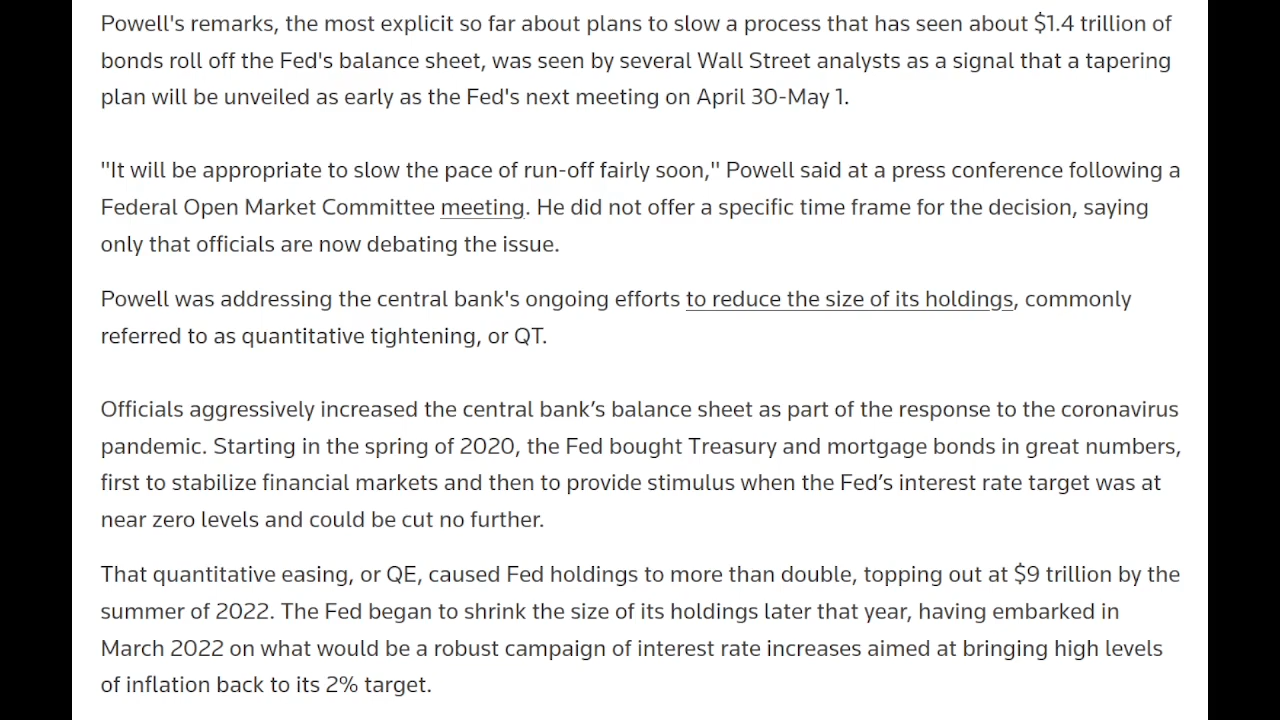 Powell's remarks, the most explicit so far about plans to slow a process that has seen about $1.4 trillion of
bonds roll off the Fed's balance sheet, was seen by several Wall Street analysts as a signal that a tapering
plan will be unveiled as early as the Fed's next meeting on April 30-May 1.
"It will be appropriate to slow the pace of run-off fairly soon," Powell said at a press conference following a
Federal Open Market Committee meeting. He did not offer a specific time frame for the decision, saying
only that officials are now debating the issue.
Powell was addressing the central bank's ongoing efforts to reduce the size of its holdings, commonly
referred to as quantitative tightening, or QT.
Officials aggressively increased the central bank’s balance sheet as part of the response to the coronavirus
pandemic. Starting in the spring of 2020, the Fed bought Treasury and mortgage bonds in great numbers,
first to stabilize financial markets and then to provide stimulus when the Fed’s interest rate target was at
near zero levels and could be cut no further.
That quantitative easing, or QE, caused Fed holdings to more than double, topping out at $9 trillion by the
summer of 2022. The Fed began to shrink the size of its holdings later that year, having embarked in
March 2022 on what would be a robust campaign of interest rate increases aimed at bringing high levels
of inflation back to its 2% target.